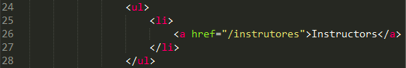 24 <ul>
25 <li>
26 <a href="/instrutores">Instructors</a>
27 </li>
28 </ul>